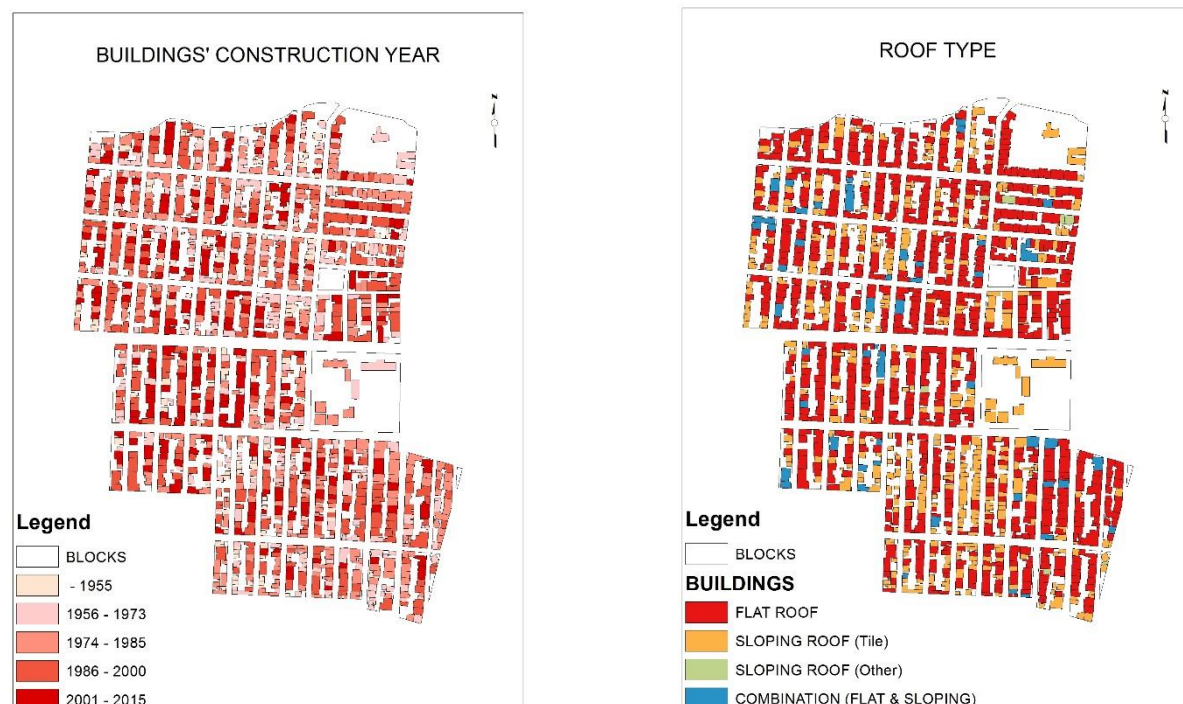 BUILDINGS' CONSTRUCTION YEAR
N
Legend
BLOCKS
- 1955
1956 - 1973
1974 - 1985
1986 - 2000
2001 - 2015
ROOF TYPE
N
Legend
BLOCKS
BUILDINGS
FLAT ROOF
SLOPING ROOF (Tile)
SLOPING ROOF (Other)
COMBINATION (FLAT & SLOPING)